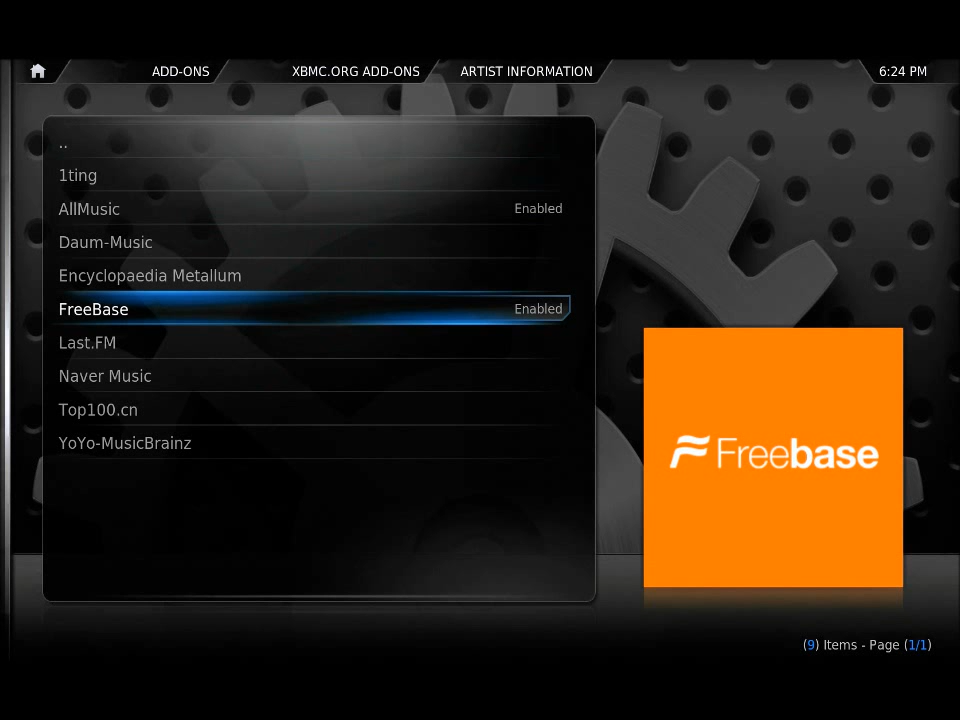 ADD-ONS XBMC.ORG ADD-ONS ARTIST INFORMATION 6:24 PM
..
1ting
AllMusic Enabled
Daum-Music
Encyclopaedia Metallum
FreeBase Enabled
Last.FM
Naver Music
Top100.cn
YoYo-MusicBrainz
Freebase
(9) Items - Page (1/1)